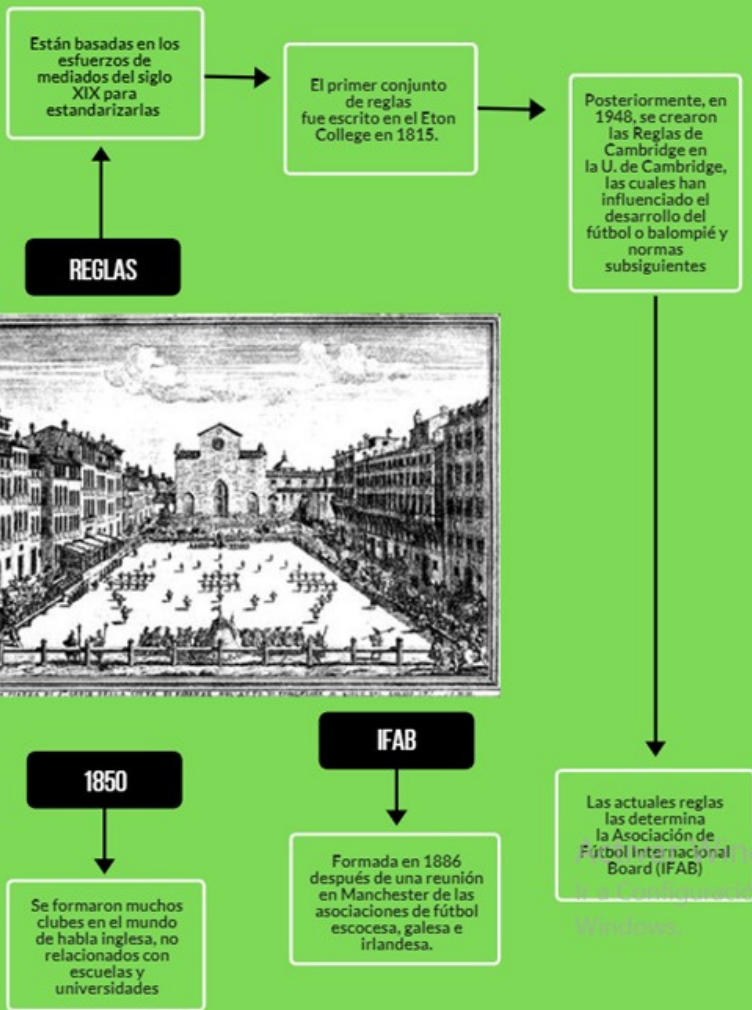 Están basadas en los
esfuerzos de
mediados del siglo
XIX para
estandarizarlas
El primer conjunto
de reglas
fue escrito en el Eton
College en 1815.
Posteriormente, en
1948, se crearon
las Reglas de
Cambridge en
la U. de Cambridge,
las cuales han
influenciado el
desarrollo del
fútbol o balompié y
normas
subsiguientes
REGLAS
IFAB
1850
Las actuales reglas
las determina
la Asociación de
Fútbol Internacional
Board (IFAB)
Formada en 1886
después de una reunión
en Manchester de las
asociaciones de fútbol
escocesa, galesa e
irlandesa.
Se formaron muchos
clubes en el mundo
de habla inglesa, no
relacionados con
escuelas y
universidades
Ir a Configuració
Windows.